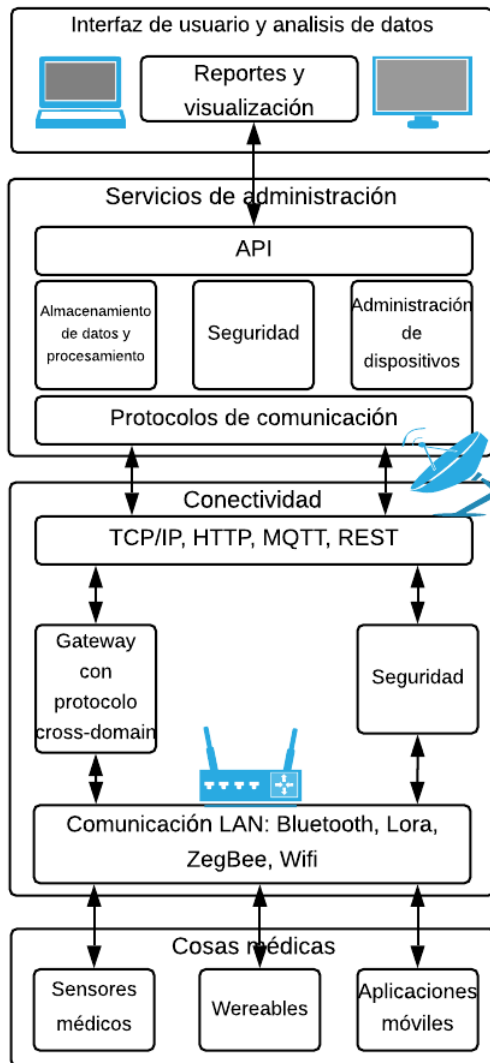 Interfaz de usuario y analisis de datos
Reportes y
visualización
Servicios de administración
API
Almacenamiento
de datos y
procesamiento
Seguridad
Administración
de
dispositivos
Protocolos de comunicación
Conectividad
TCP/IP, HTTP, MQTT, REST
Gateway
con
protocolo
cross-domain
Seguridad
Comunicación LAN: Bluetooth, Lora,
ZegBee, Wifi
Cosas médicas
Sensores
médicos
Wereables
Aplicaciones
móviles